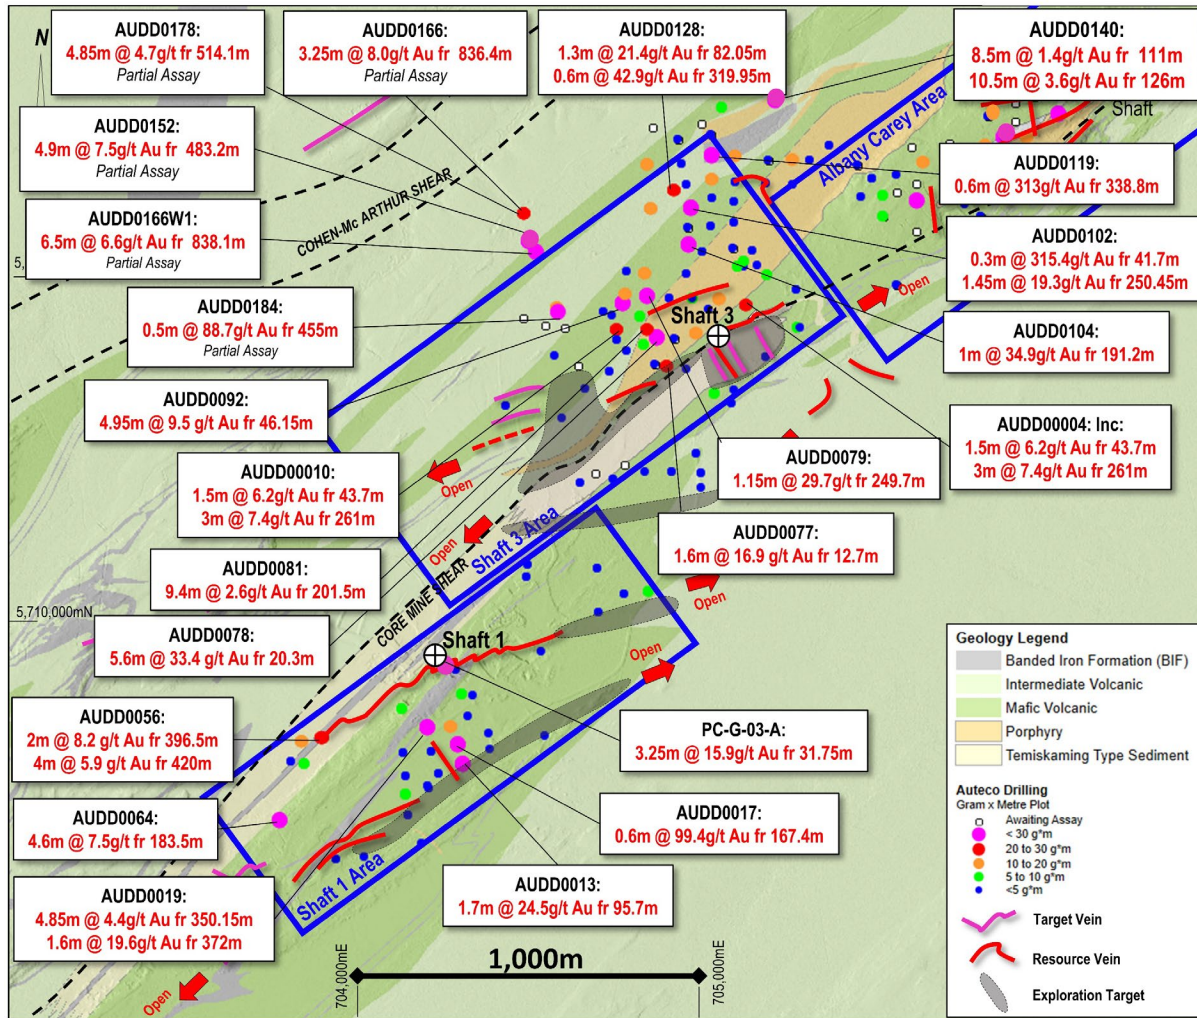 AUDD0178:
4.85m @ 4.7g/t fr 514.1m
Partial Assay
AUDD0166:
3.25m @ 8.0g/t Au fr 836.4m
Partial Assay
AUDD0128:
1.3m @ 21.4g/t Au fr 82.05m
0.6m @ 42.9g/t Au fr 319.95m
AUDD0140:
8.5m @ 1.4g/t Au fr 111m
10.5m @ 3.6g/t Au fr 126m
N
AUDD0152:
4.9m @ 7.5g/t Au fr 483.2m
Partial Assay
Shaft
Albany Carey Area
AUDD0119:
0.6m @ 313g/t Au fr 338.8m
COHEN-Mc ARTHUR SHEAR
AUDD0166W1:
6.5m @ 6.6g/t Au fr 838.1m
Partial Assay
AUDD0102:
0.3m @ 315.4g/t Au fr 41.7m
1.45m @ 19.3g/t Au fr 250.45m
5,
Open
AUDD0184:
0.5m @ 88.7g/t Au fr 455m
Partial Assay
Shaft 3
AUDD0104:
1m @ 34.9g/t Au fr 191.2m
AUDD0092:
4.95m @ 9.5 g/t Au fr 46.15m
AUDD00004: Inc:
1.5m @ 6.2g/t Au fr 43.7m
3m @ 7.4g/t Au fr 261m
AUDD0079:
1.15m @ 29.7g/t fr 249.7m
AUDD00010:
1.5m @ 6.2g/t Au fr 43.7m
3m @ 7.4g/t Au fr 261m
Open
Open
Shaft 3 Area
AUDD0077:
1.6m @ 16.9 g/t Au fr 12.7m
AUDD0081:
9.4m @ 2.6g/t Au fr 201.5m
CORE MINE SHEAR
Open
5,710,000mN
AUDD0078:
5.6m @ 33.4 g/t Au fr 20.3m
Shaft 1
Open
AUDD0056:
2m @ 8.2 g/t Au fr 396.5m
4m @ 5.9 g/t Au fr 420m
PC-G-03-A:
3.25m @ 15.9g/t Au fr 31.75m
AUDD0064:
4.6m @ 7.5g/t fr 183.5m
AUDD0017:
0.6m @ 99.4g/t Au fr 167.4m
Shaft 1 Area
AUDD0019:
4.85m @ 4.4g/t Au fr 350.15m
1.6m @ 19.6g/t Au fr 372m
AUDD0013:
1.7m @ 24.5g/t Au fr 95.7m
Open
704,000mE
1,000m
705,000mE
Geology Legend
Banded Iron Formation (BIF)
Intermediate Volcanic
Mafic Volcanic
Porphyry
Temiskaming Type Sediment
Auteco Drilling
Gram x Metre Plot
Awaiting Assay
< 30 g*m
20 to 30 g*m
10 to 20 g*m
5 to 10 g*m
<5 g*m
Target Vein
Resource Vein
Exploration Target